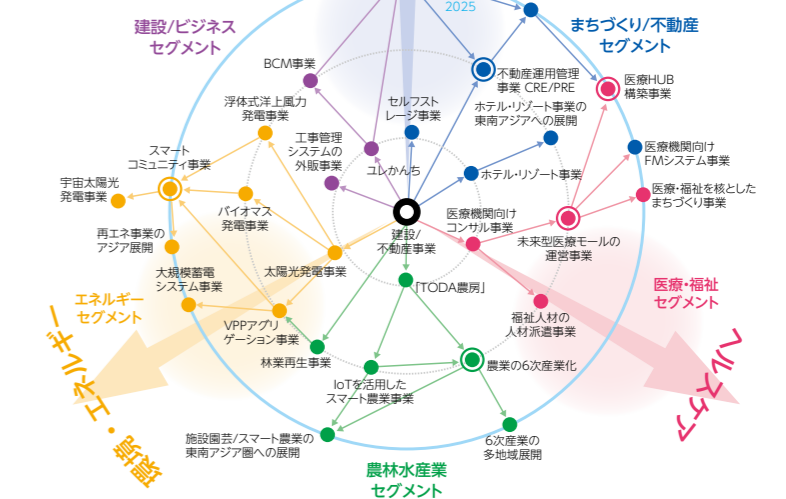 2025
建設/ビジネス
セグメント
まちづくり/不動産
セグメント
BCM事業
不動産運用管理
事業 CRE/PRE
医療HUB
構築事業
浮体式洋上風力
発電事業
セルフスト
レージ事業
ホテル・リゾート事業の
東南アジアへの展開
工事管理
システムの
外販事業
ユレかんち
スマート
コミュニティ事業
医療機関向け
FMシステム事業
ホテル・リゾート事業
宇宙太陽光
発電事業
医療・福祉を核とした
まちづくり事業
バイオマス
発電事業
医療機関向け
コンサル事業
建設/
不動産事業
再エネ事業の
アジア展開
未来型医療モールの
運営事業
大規模蓄電
システム事業
太陽光発電事業
「TODA農房」
医療・福祉
セグメント
エネルギー
セグメント
福祉人材の
人材派遣事業
VPPアグリ
ゲーション事業
林業再生事業
農業の6次産業化
IoTを活用した
スマート農業事業
環境・エネルギー
ヘルスケア
施設園芸/スマート農業の
東南アジア圏への展開
6次産業の
多地域展開
農林水産業
セグメント